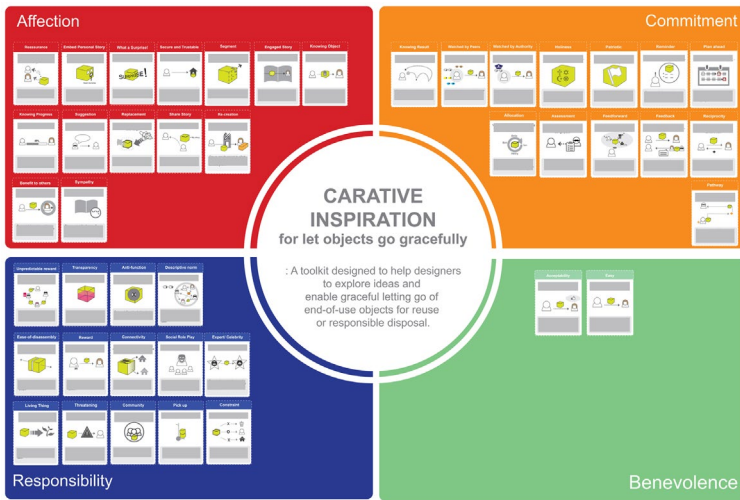 Affection
Reassurance
Embed Personal Story
What a Surprise!
Secure and Trustable
Segment
Engaged Story
Knowing Object
SURPRISE!
Knowing Progress
Suggestion
Replacement
Share Story
Re-creation
Benefit to others
Sympathy
Commitment
Knowing Result
Watched by Peers
Watched by Authority
Holiness
Patriotic
Reminder
Plan ahead
Allocation
Assessment
Feedforward
Feedback
Reciprocity
Pathway
CARATIVE
INSPIRATION
for let objects go gracefully
: A toolkit designed to help designers
to explore ideas and
enable graceful letting go of
end-of-use objects for reuse
or responsible disposal.
Unpredictable reward
Transparency
Anti-function
Descriptive norm
Ease-of-disassembly
Reward
Connectivity
Social Role Play
Expert/ Celebrity
Living Thing
Threatening
Community
Pick-up
Constraint
Responsibility
Accessibility
Free
Benevolence